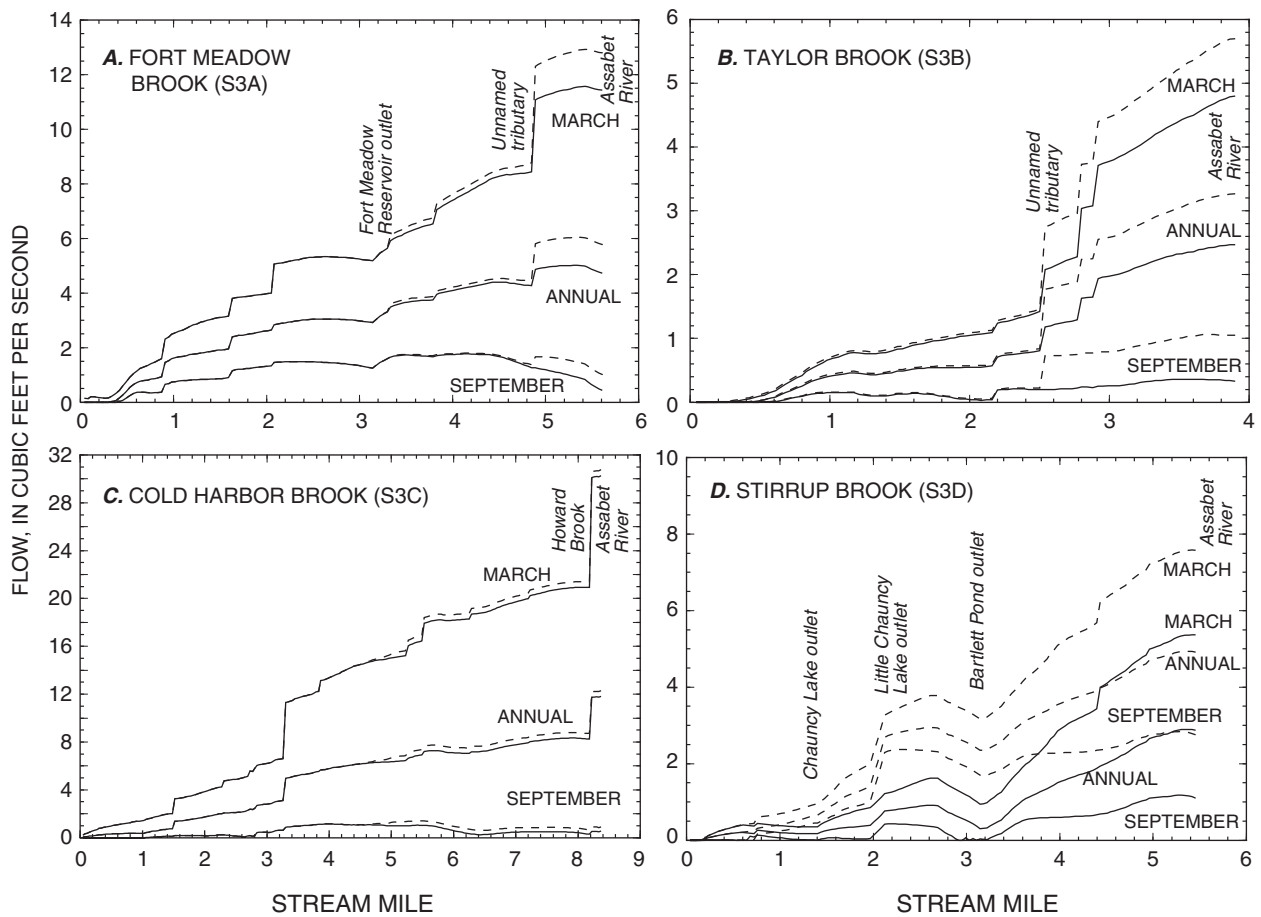 FLOW, IN CUBIC FEET PER SECOND
A. FORT MEADOW
BROOK (S3A)
14
12
10
8
6
4
2
0
Fort Meadow
Reservoir outlet
Unnamed
tributary
Assabet
River
MARCH
ANNUAL
SEPTEMBER
0 1 2 3 4 5 6
B. TAYLOR BROOK (S3B)
6
5
4
3
2
1
0
Unnamed
tributary
Assabet
River
MARCH
ANNUAL
SEPTEMBER
0 1 2 3 4
C. COLD HARBOR BROOK (S3C)
32
28
24
20
16
12
8
4
0
Howard
Brook
Assabet
River
MARCH
ANNUAL
SEPTEMBER
0 1 2 3 4 5 6 7 8 9
STREAM MILE
D. STIRRUP BROOK (S3D)
10
8
6
4
2
0
Chauncy Lake outlet
Little Chauncy
Lake outlet
Bartlett Pond outlet
Assabet
River
MARCH
MARCH
ANNUAL
SEPTEMBER
ANNUAL
SEPTEMBER
0 1 2 3 4 5 6
STREAM MILE